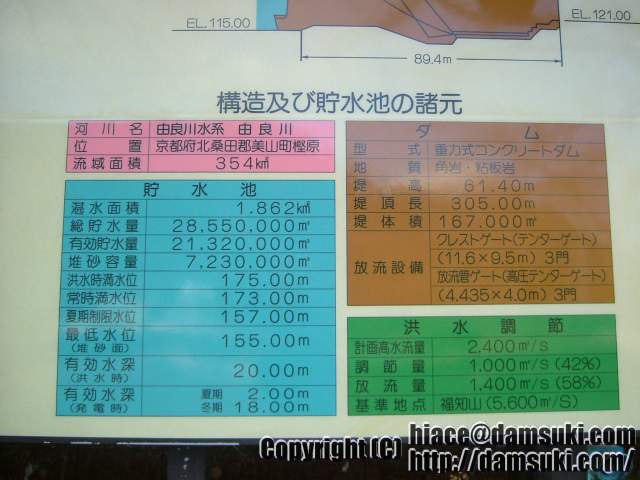 EL.115.00
EL.121.00
89.4m
構造及び貯水池の諸元
河川名 由良川水系 由良川
位置 京都府北桑田郡美山町樫原
流域面積 354㎢
貯水池
湛水面積 1.862㎢
総貯水量 28,550,000㎥
有効貯水量 21,320,000㎥
堆砂容量 7,230,000㎥
洪水時満水位 175.00m
常時満水位 173.00m
夏期制限水位 157.00m
最低水位 155.00m
(堆砂面)
有効水深 20.00m
(洪水時)
有効水深 夏期 2.00m
(発電時) 冬期 18.00m
ダム
型式 重力式コンクリートダム
地質 角岩・粘板岩
堤高 61.40m
堤頂長 305.00m
堤体積 167.000㎥
放流設備 クレストゲート(テンターゲート)
(11.6×9.5m) 3門
放流管ゲート(高圧テンターゲート)
(4,435×4.0m) 3門
洪水調節
計画高水流量 2,400㎥/S
調節量 1,000㎥/S(42%)
放流量 1,400㎥/S(58%)
基準地点 福知山(5,600㎥/S)
Copyright (C) hiace@damsuki.com
http://damsuki.com/